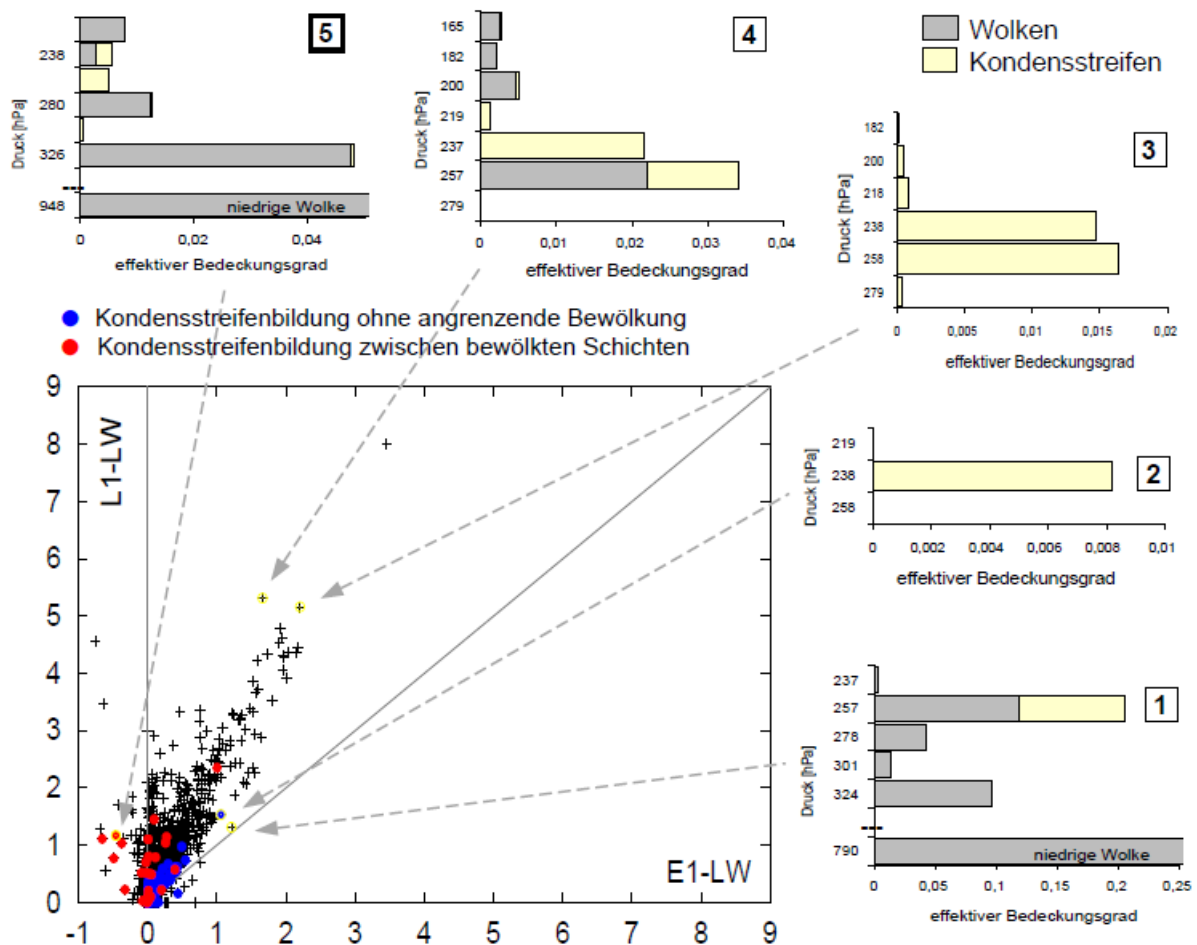 5
238
280
326
---
948
Druck [hPa]
niedrige Wolke
0 0,02 0,04
effektiver Bedeckungsgrad
4
165
182
200
219
237
257
279
Druck [hPa]
0 0,01 0,02 0,03 0,04
effektiver Bedeckungsgrad
Wolken
Kondensstreifen
3
182
200
218
238
258
279
Druck [hPa]
0 0,005 0,01 0,015 0,02
effektiver Bedeckungsgrad
Kondensstreifenbildung ohne angrenzende Bewölkung
Kondensstreifenbildung zwischen bewölkten Schichten
2
219
238
258
Druck [hPa]
0 0,002 0,004 0,006 0,008 0,01
effektiver Bedeckungsgrad
1
237
257
278
301
324
---
790
Druck [hPa]
niedrige Wolke
0 0,05 0,1 0,15 0,2 0,25
effektiver Bedeckungsgrad
L1-LW
9
8
7
6
5
4
3
2
1
0
E1-LW
-1 0 1 2 3 4 5 6 7 8 9